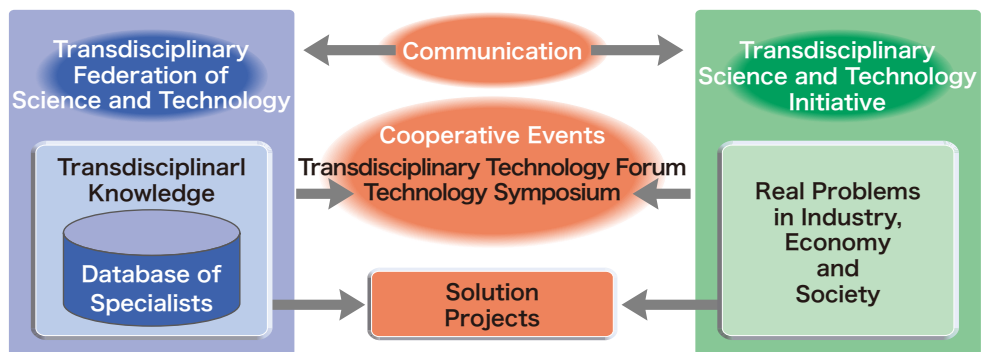 Transdisciplinary
Federation of
Science and Technology
Communication
Transdisciplinary
Science and Technology
Initiative
Cooperative Events
Transdisciplinary Technology Forum
Technology Symposium
Transdisciplinarl
Knowledge
Database of
Specialists
Real Problems
in Industry,
Economy
and
Society
Solution
Projects